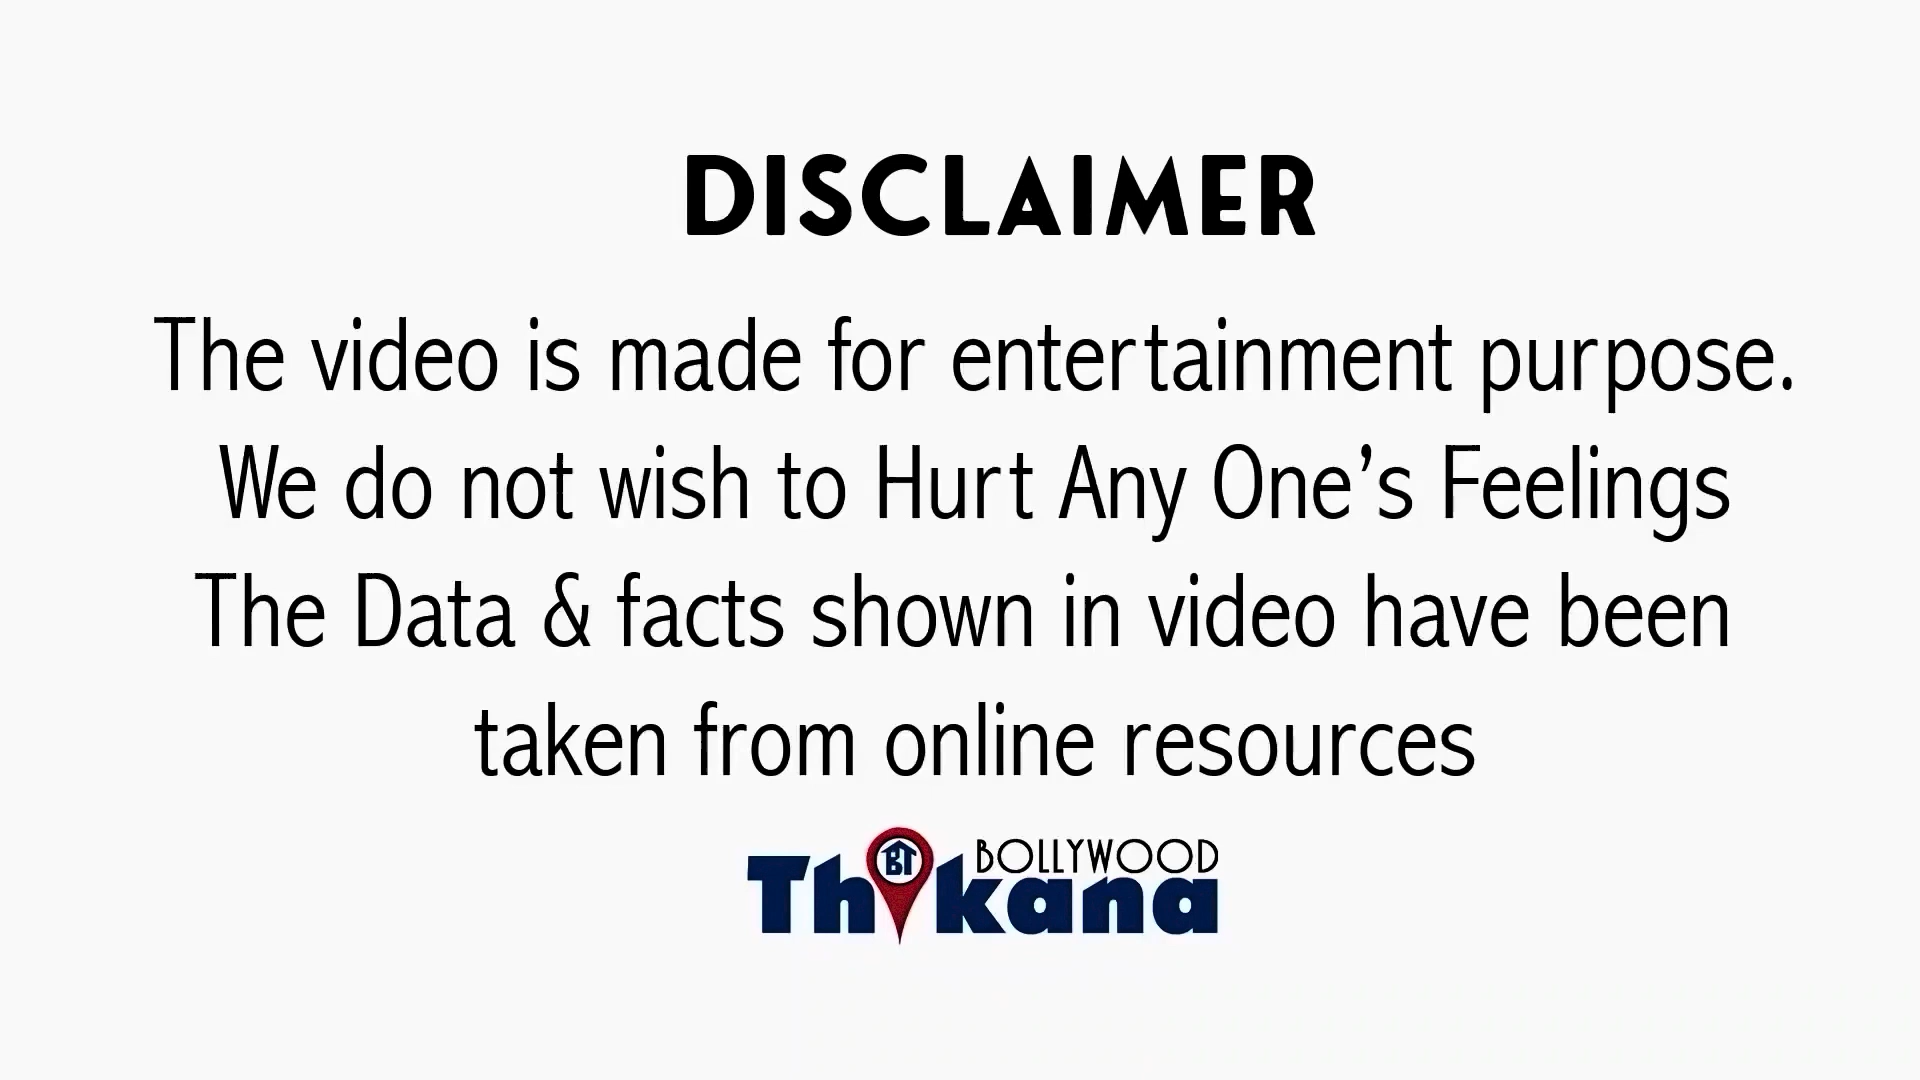 DISCLAIMER
The video is made for entertainment purpose.
We do not wish to Hurt Any One’s Feelings
The Data & facts shown in video have been
taken from online resources
BOLLYWOOD
BT
Thikana